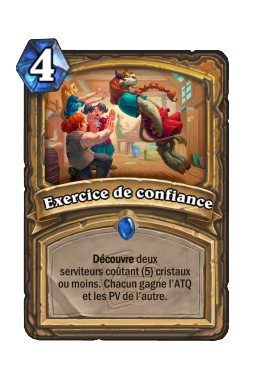 4
Exercice de confiance
Découvre deux
serviteurs coûtant (5) cristaux
ou moins. Chacun gagne l'ATQ
et les PV de l'autre.